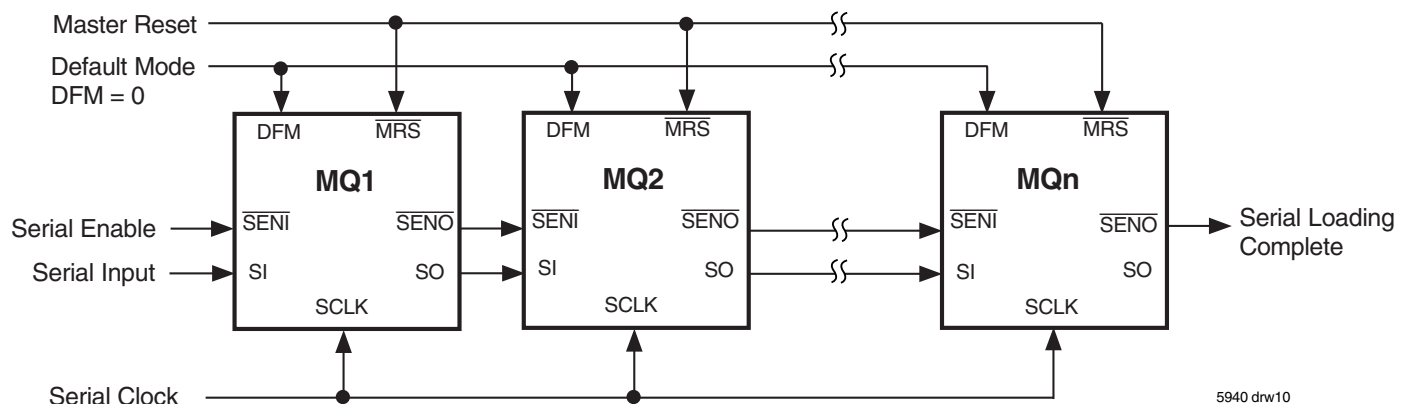 Master Reset
Default Mode
DFM = 0
DFM
MRS
MQ1
SENI
SENO
SI
SO
SCLK
DFM
MRS
MQ2
SENI
SENO
SI
SO
SCLK
DFM
MRS
MQn
SENI
SENO
SI
SO
SCLK
Serial Enable
Serial Input
Serial Loading
Complete
Serial Clock
5940 drw10